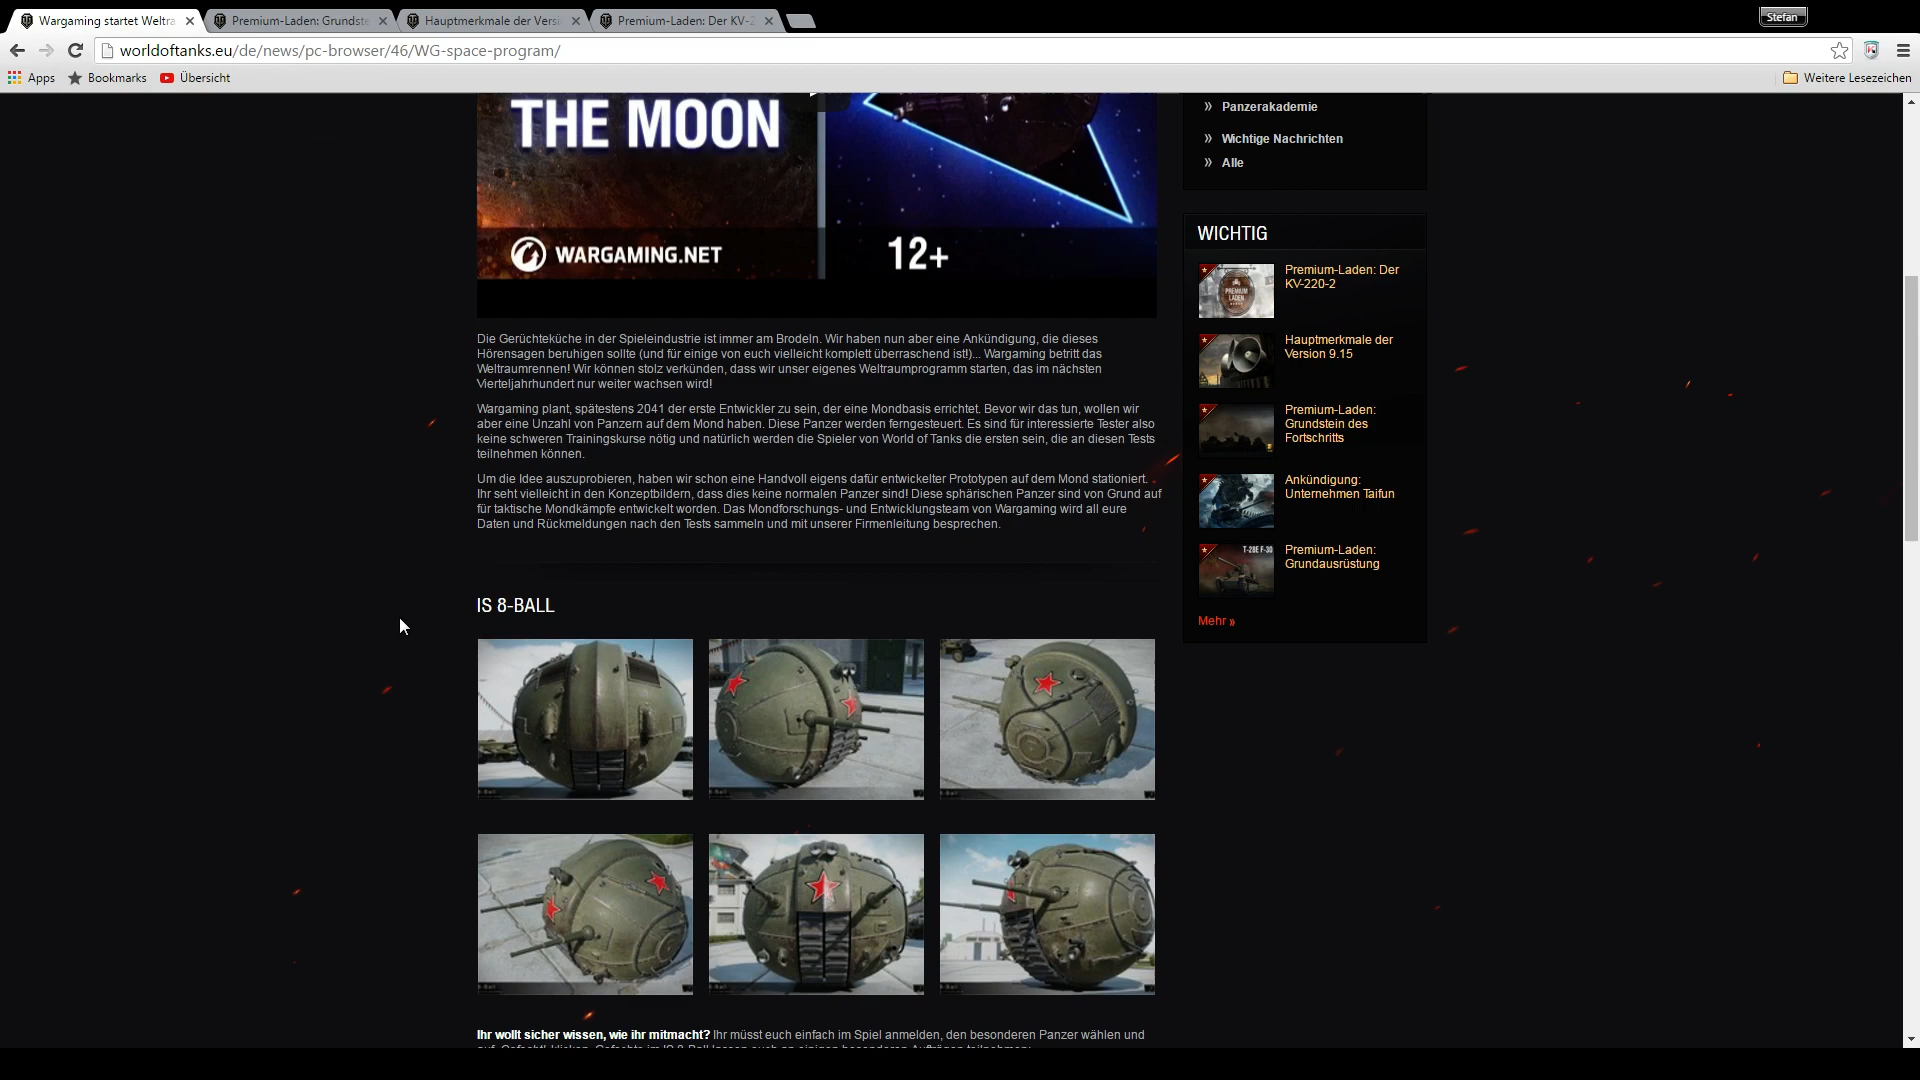 Wargaming startet Weltra
Premium-Laden: Grundste
Hauptmerkmale der Versi
Premium-Laden: Der KV-2
Stefan
worldoftanks.eu/de/news/pc-browser/46/WG-space-program/
Apps
Bookmarks
Übersicht
Weitere Lesezeichen
THE MOON
WARGAMING.NET
12+
» Panzerakademie
» Wichtige Nachrichten
» Alle
Die Gerüchteküche in der Spieleindustrie ist immer am Brodeln. Wir haben nun aber eine Ankündigung, die dieses
Hörensagen beruhigen sollte (und für einige von euch vielleicht komplett überraschend ist!)... Wargaming betritt das
Weltraumrennen! Wir können stolz verkünden, dass wir unser eigenes Weltraumprogramm starten, das im nächsten
Vierteljahrhundert nur weiter wachsen wird!
Wargaming plant, spätestens 2041 der erste Entwickler zu sein, der eine Mondbasis errichtet. Bevor wir das tun, wollen wir
aber eine Unzahl von Panzern auf dem Mond haben. Diese Panzer werden ferngesteuert. Es sind für interessierte Tester also
keine schweren Trainingskurse nötig und natürlich werden die Spieler von World of Tanks die ersten sein, die an diesen Tests
teilnehmen können.
Um die Idee auszuprobieren, haben wir schon eine Handvoll eigens dafür entwickelter Prototypen auf dem Mond stationiert.
Ihr seht vielleicht in den Konzeptbildern, dass dies keine normalen Panzer sind! Diese sphärischen Panzer sind von Grund auf
für taktische Mondkämpfe entwickelt worden. Das Mondforschungs- und Entwicklungsteam von Wargaming wird all eure
Daten und Rückmeldungen nach den Tests sammeln und mit unserer Firmenleitung besprechen.
IS 8-BALL
Ihr wollt sicher wissen, wie ihr mitmacht? Ihr müsst euch einfach im Spiel anmelden, den besonderen Panzer wählen und
WICHTIG
PREMIUM
LADEN
Premium-Laden: Der
KV-220-2
Hauptmerkmale der
Version 9.15
Premium-Laden:
Grundstein des
Fortschritts
Ankündigung:
Unternehmen Taifun
T-28E F-30
Premium-Laden:
Grundausrüstung
Mehr »